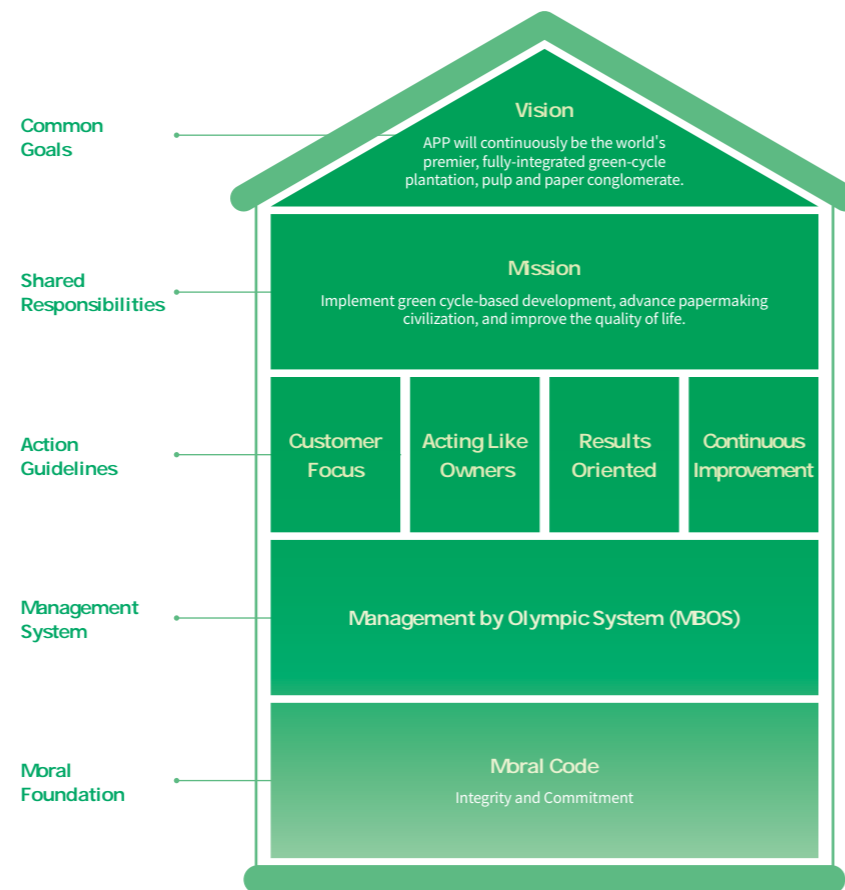 Common
Goals
Vision
APP will continuously be the world's
premier, fully-integrated green-cycle
plantation, pulp and paper conglomerate.
Shared
Responsibilities
Mission
Implement green cycle-based development, advance papermaking
civilization, and improve the quality of life.
Action
Guidelines
Customer
Focus
Acting Like
Owners
Results
Oriented
Continuous
Improvement
Management
System
Management by Olympic System (MBOS)
Moral
Foundation
Moral Code
Integrity and Commitment